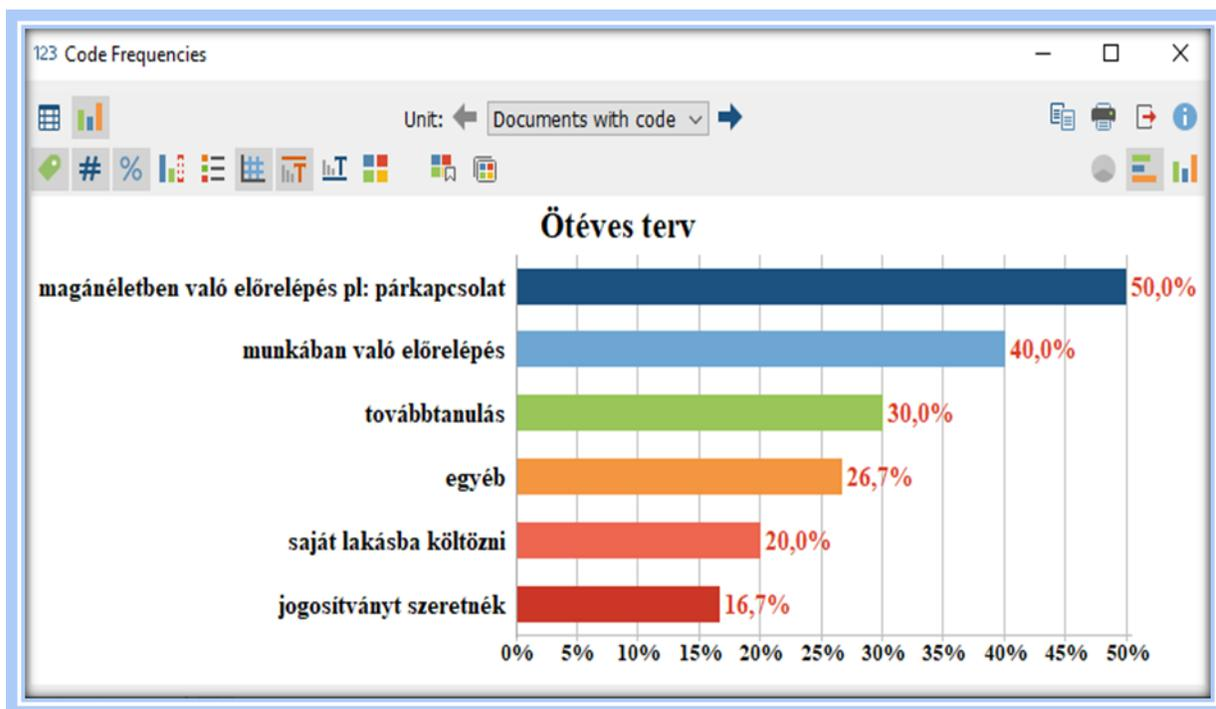 123 Code Frequencies
Unit: Documents with code
Ötéves terv
magánéletben való előrelépés pl: párkapcsolat 50,0%
munkában való előrelépés 40,0%
továbbtanulás 30,0%
egyéb 26,7%
saját lakásba költözni 20,0%
jogosítványt szeretnék 16,7%
0% 5% 10% 15% 20% 25% 30% 35% 40% 45% 50%